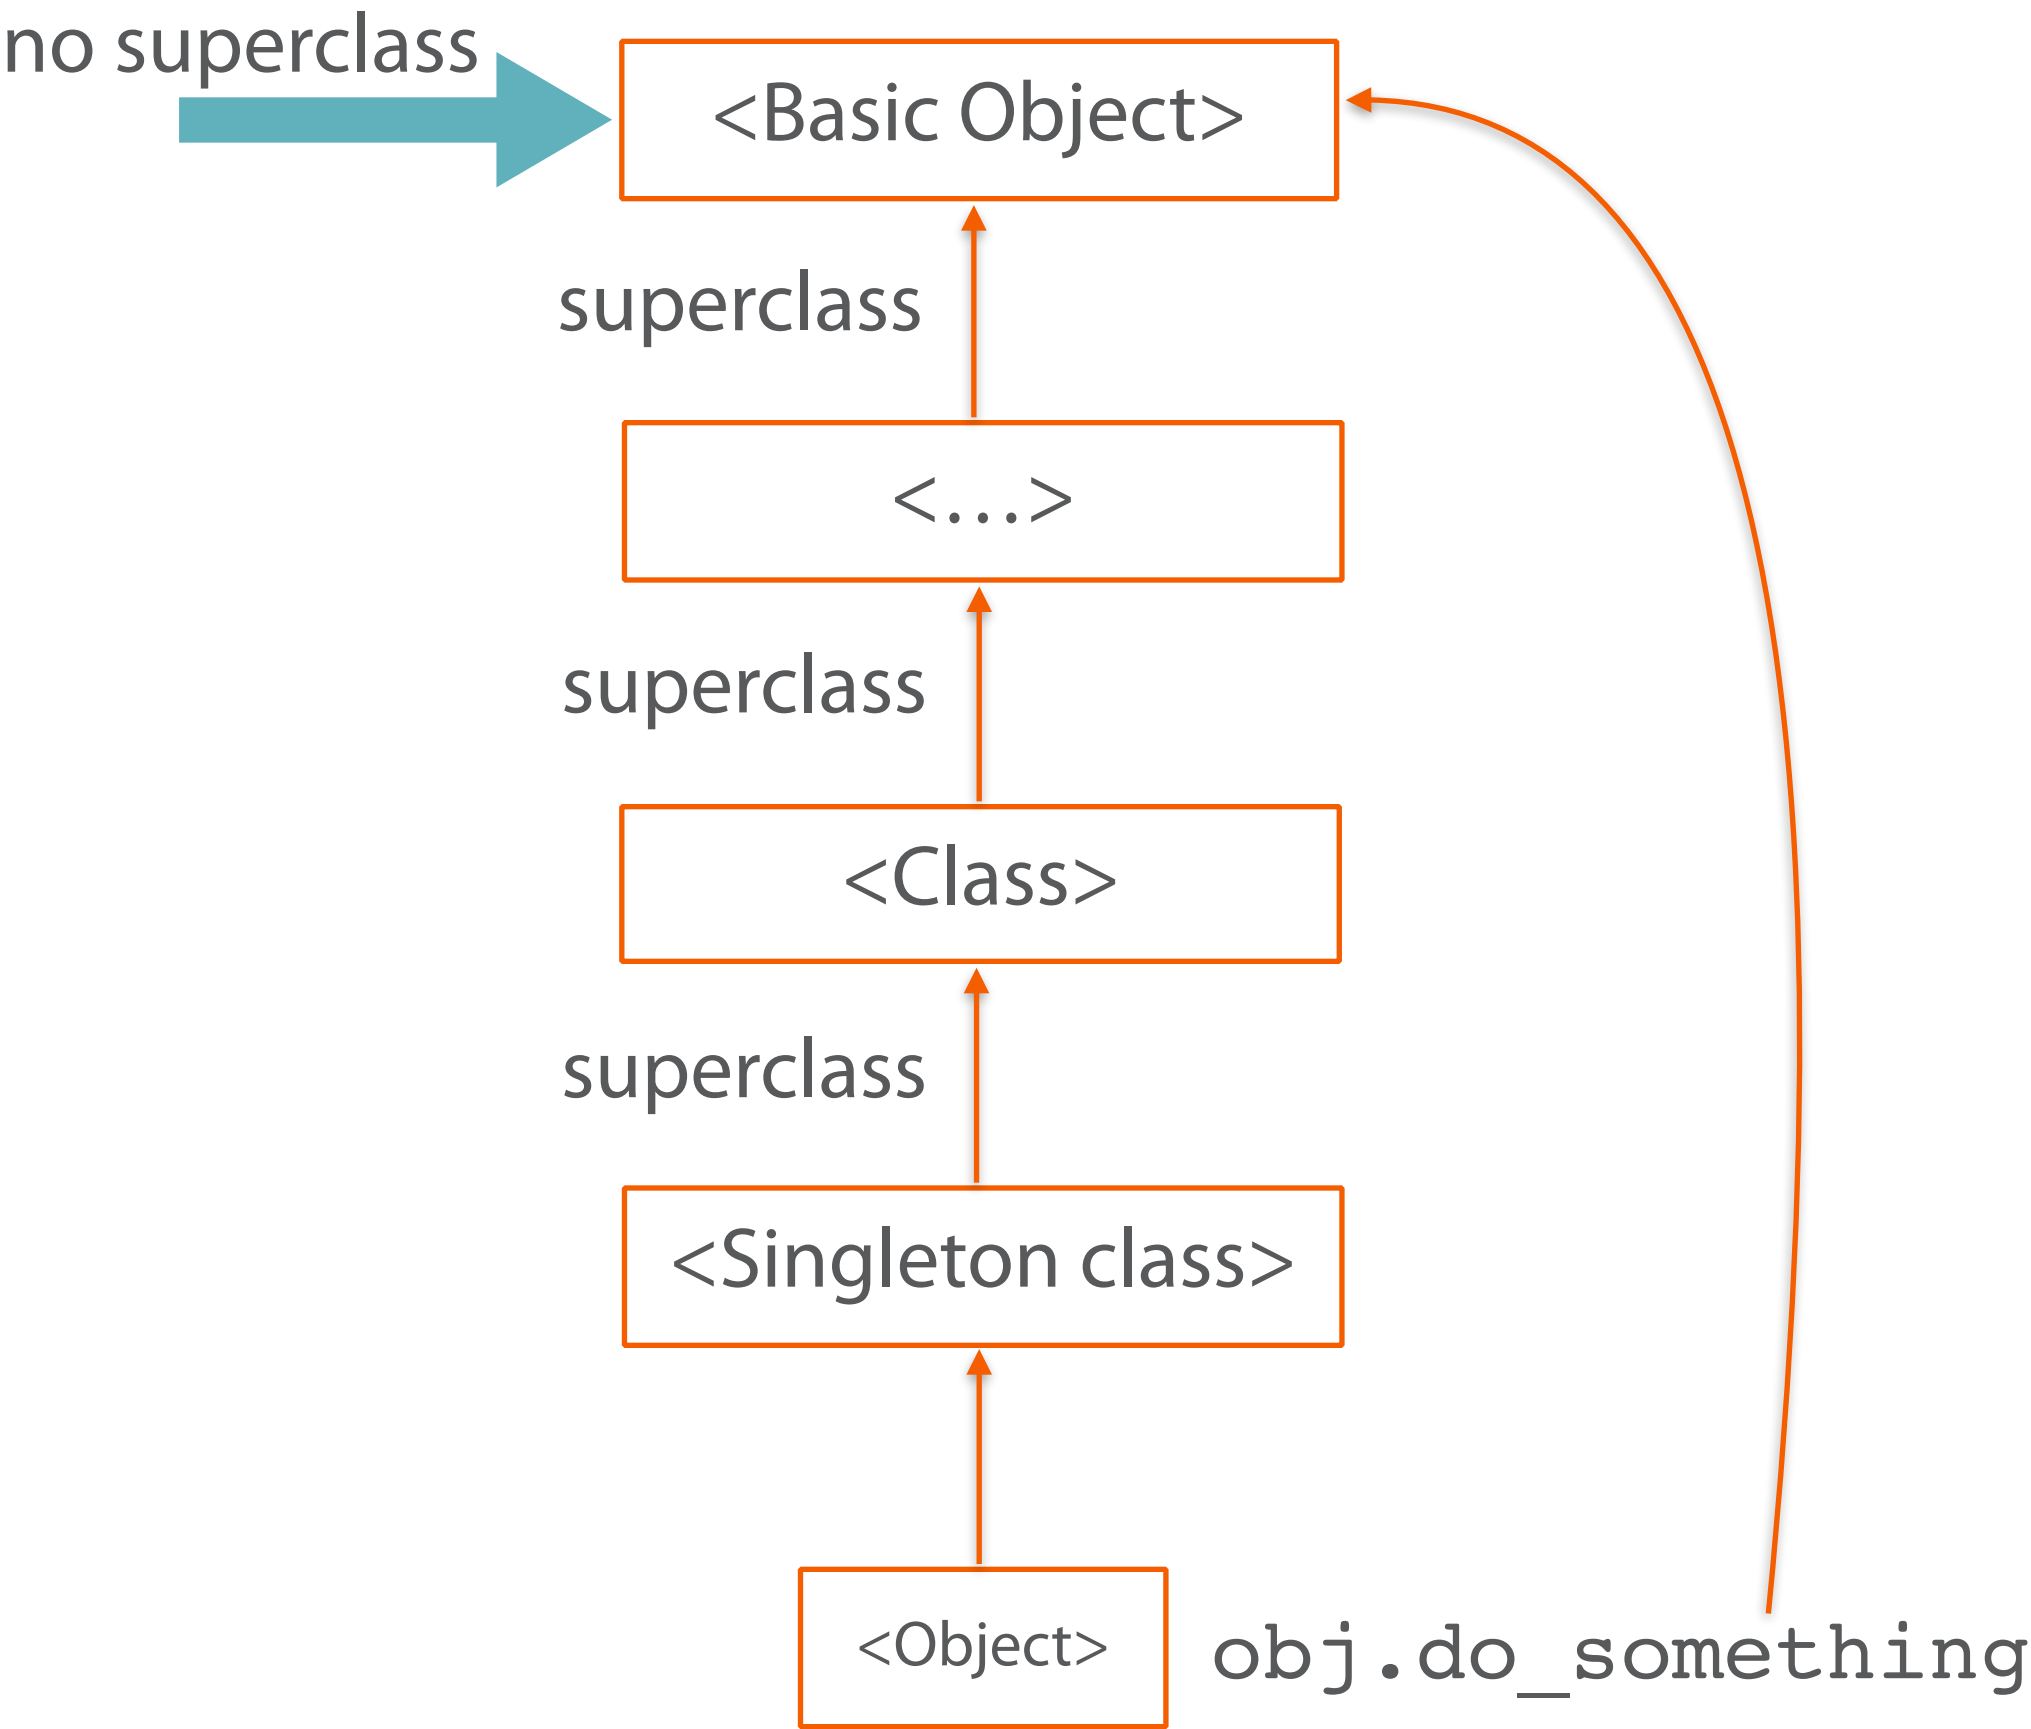 no superclass
<Basic Object>
superclass
<...>
superclass
<Class>
superclass
<Singleton class>
<Object>
obj.do_something